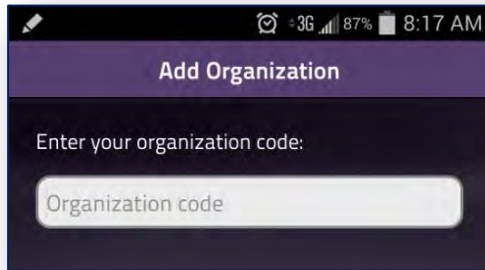 3G 87% 8:17 AM
Add Organization
Enter your organization code:
Organization code